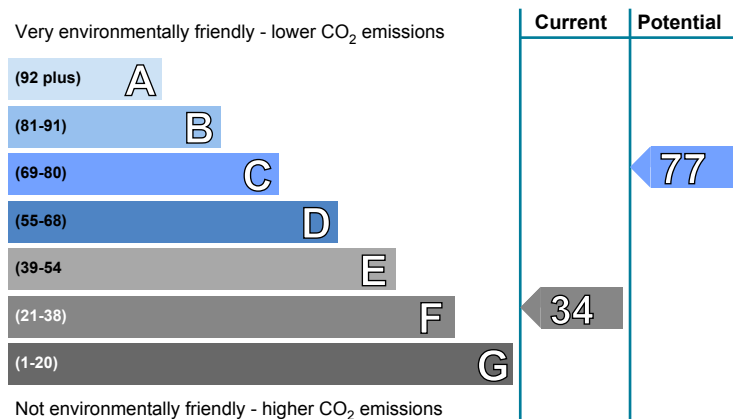 Current Potential
Very environmentally friendly - lower CO2 emissions
(92 plus) A
(81-91) B
(69-80) C
77
(55-68) D
(39-54 E
(21-38) F
34
(1-20) G
Not environmentally friendly - higher CO2 emissions